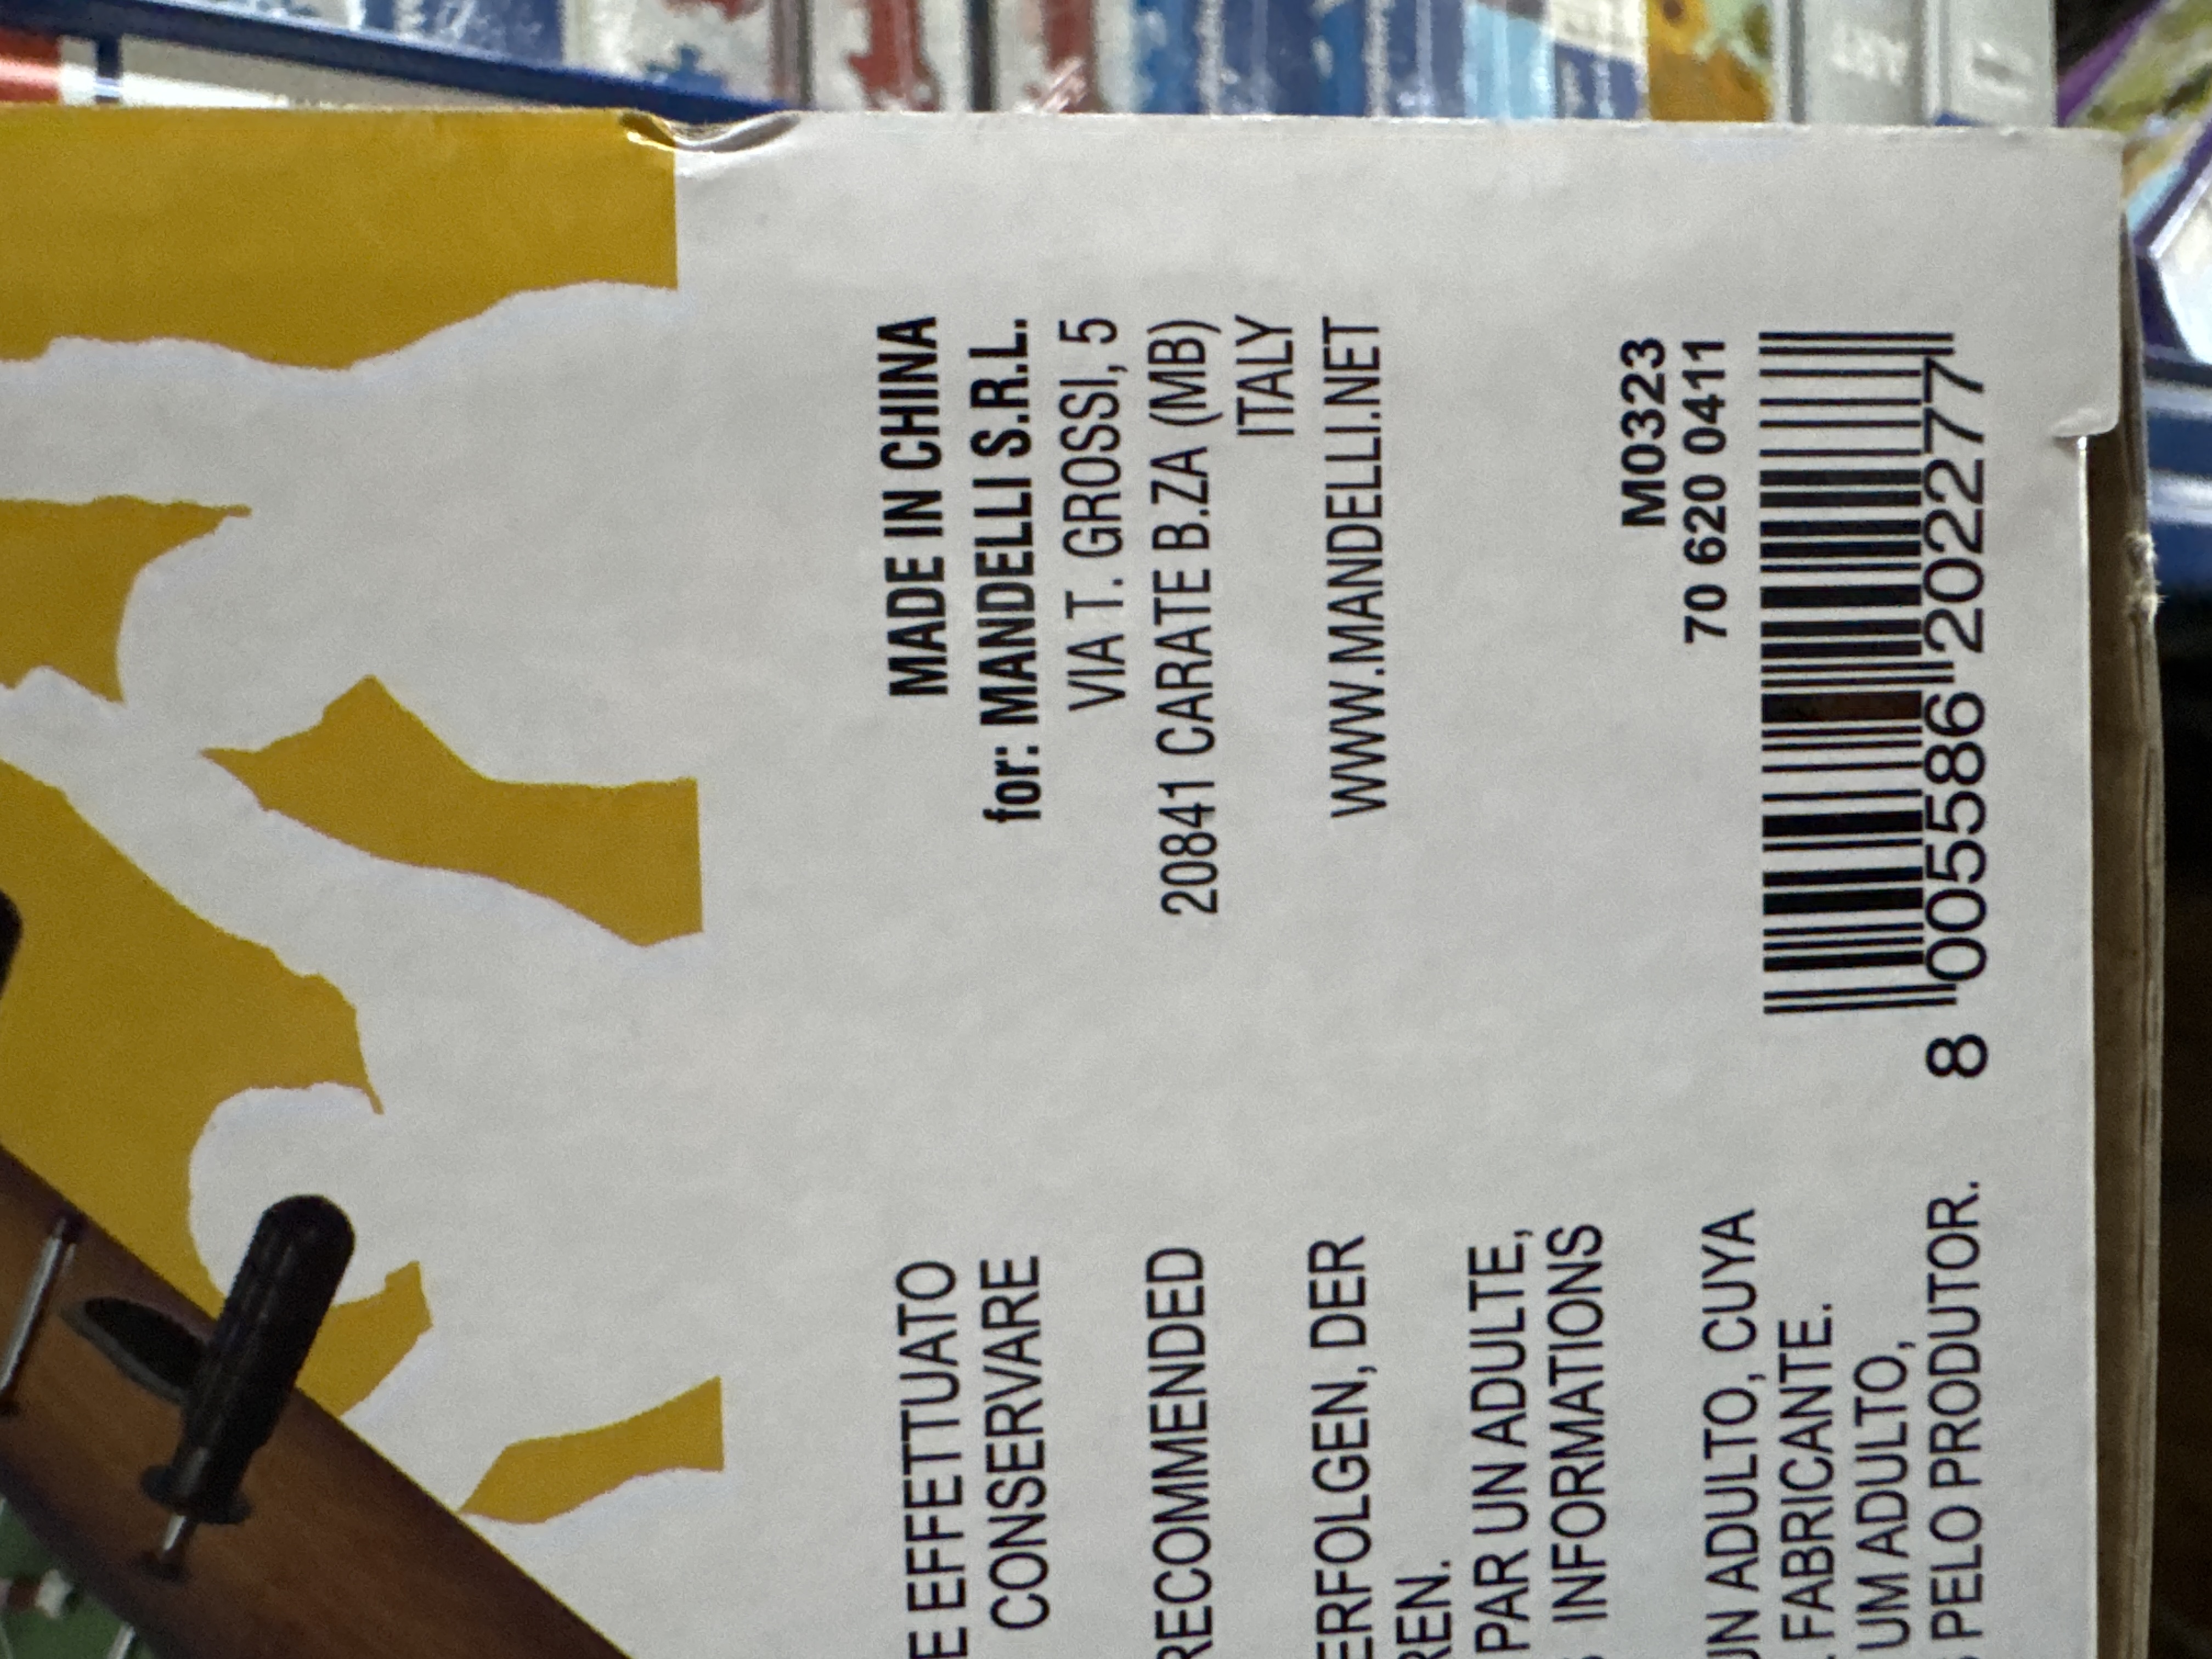 MADE IN CHINA
for: MANDELLI S.R.L.
VIA T. GROSSI, 5
20841 CARATE B.ZA (MB)
ITALY
WWW.MANDELLI.NET
M0323
70 620 0411
8 005586 202277
E EFFETTUATO
CONSERVARE
RECOMMENDED
ERFOLGEN, DER
REN.
PAR UN ADULTE,
INFORMATIONS
UN ADULTO, CUYA
FABRICANTE.
UM ADULTO,
PELO PRODUTOR.